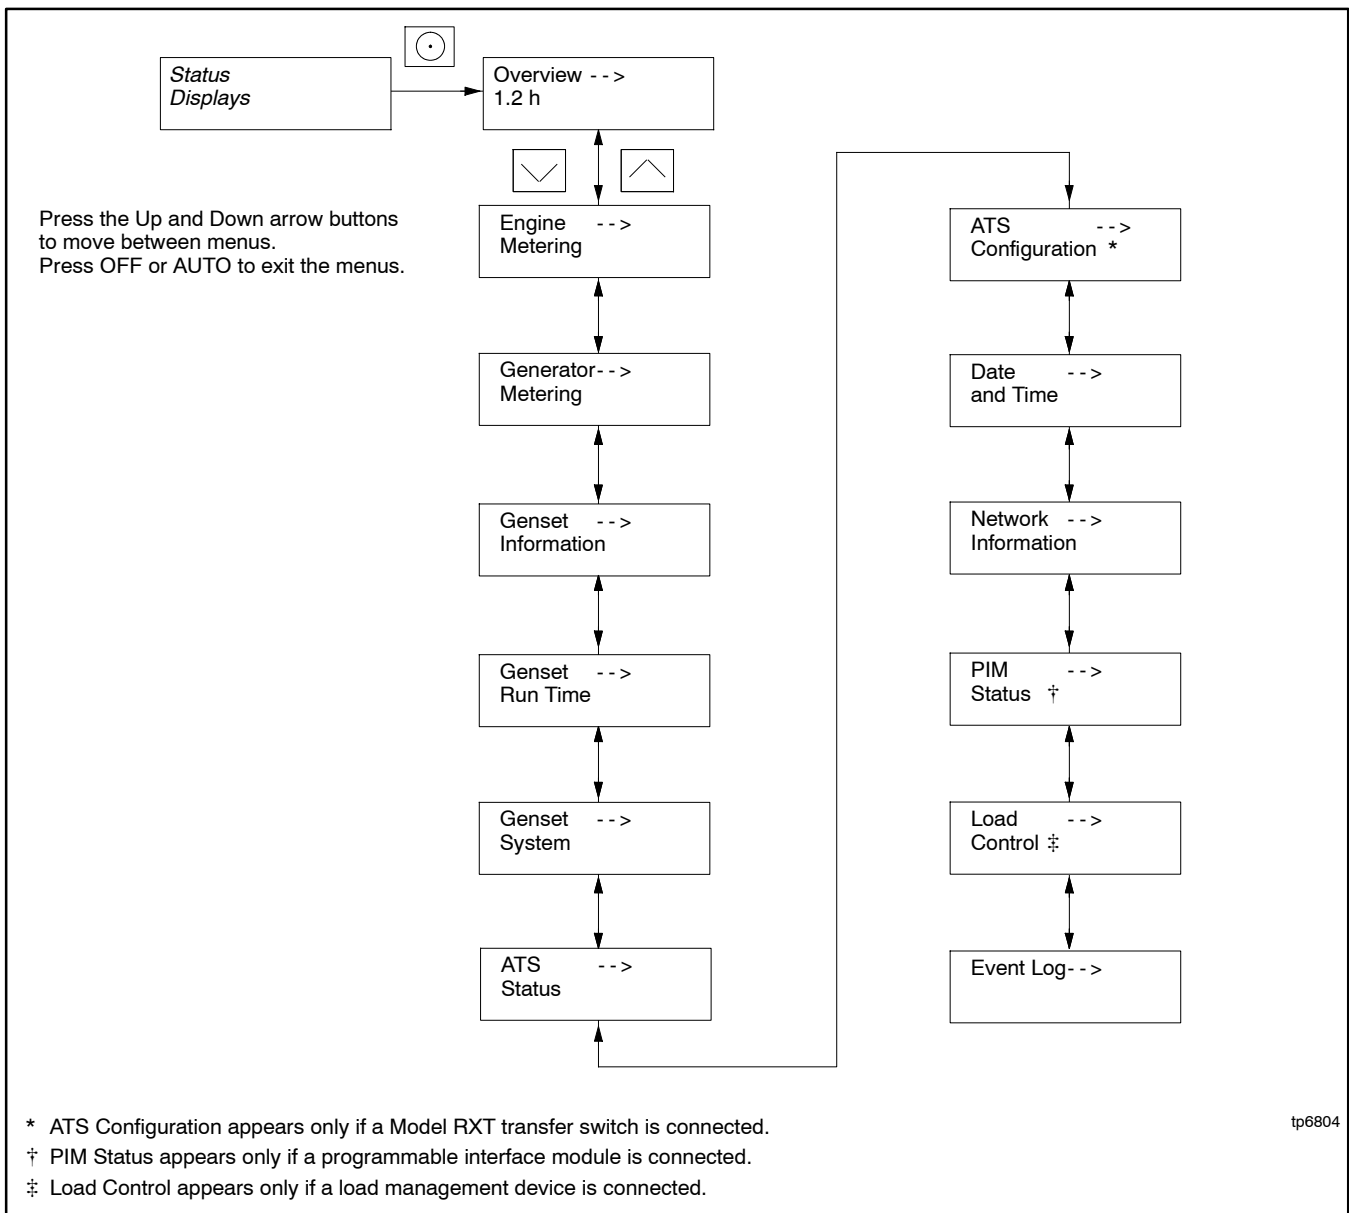 Status
Displays
Overview - - >
1.2 h
Press the Up and Down arrow buttons
to move between menus.
Press OFF or AUTO to exit the menus.
Engine - - >
Metering
Generator- - >
Metering
Genset - - >
Information
Genset - - >
Run Time
Genset - - >
System
ATS - - >
Status
ATS - - >
Configuration *
Date - - >
and Time
Network - - >
Information
PIM - - >
Status †
Load - - >
Control ‡
Event Log- - >
* ATS Configuration appears only if a Model RXT transfer switch is connected.
† PIM Status appears only if a programmable interface module is connected.
‡ Load Control appears only if a load management device is connected.
tp6804